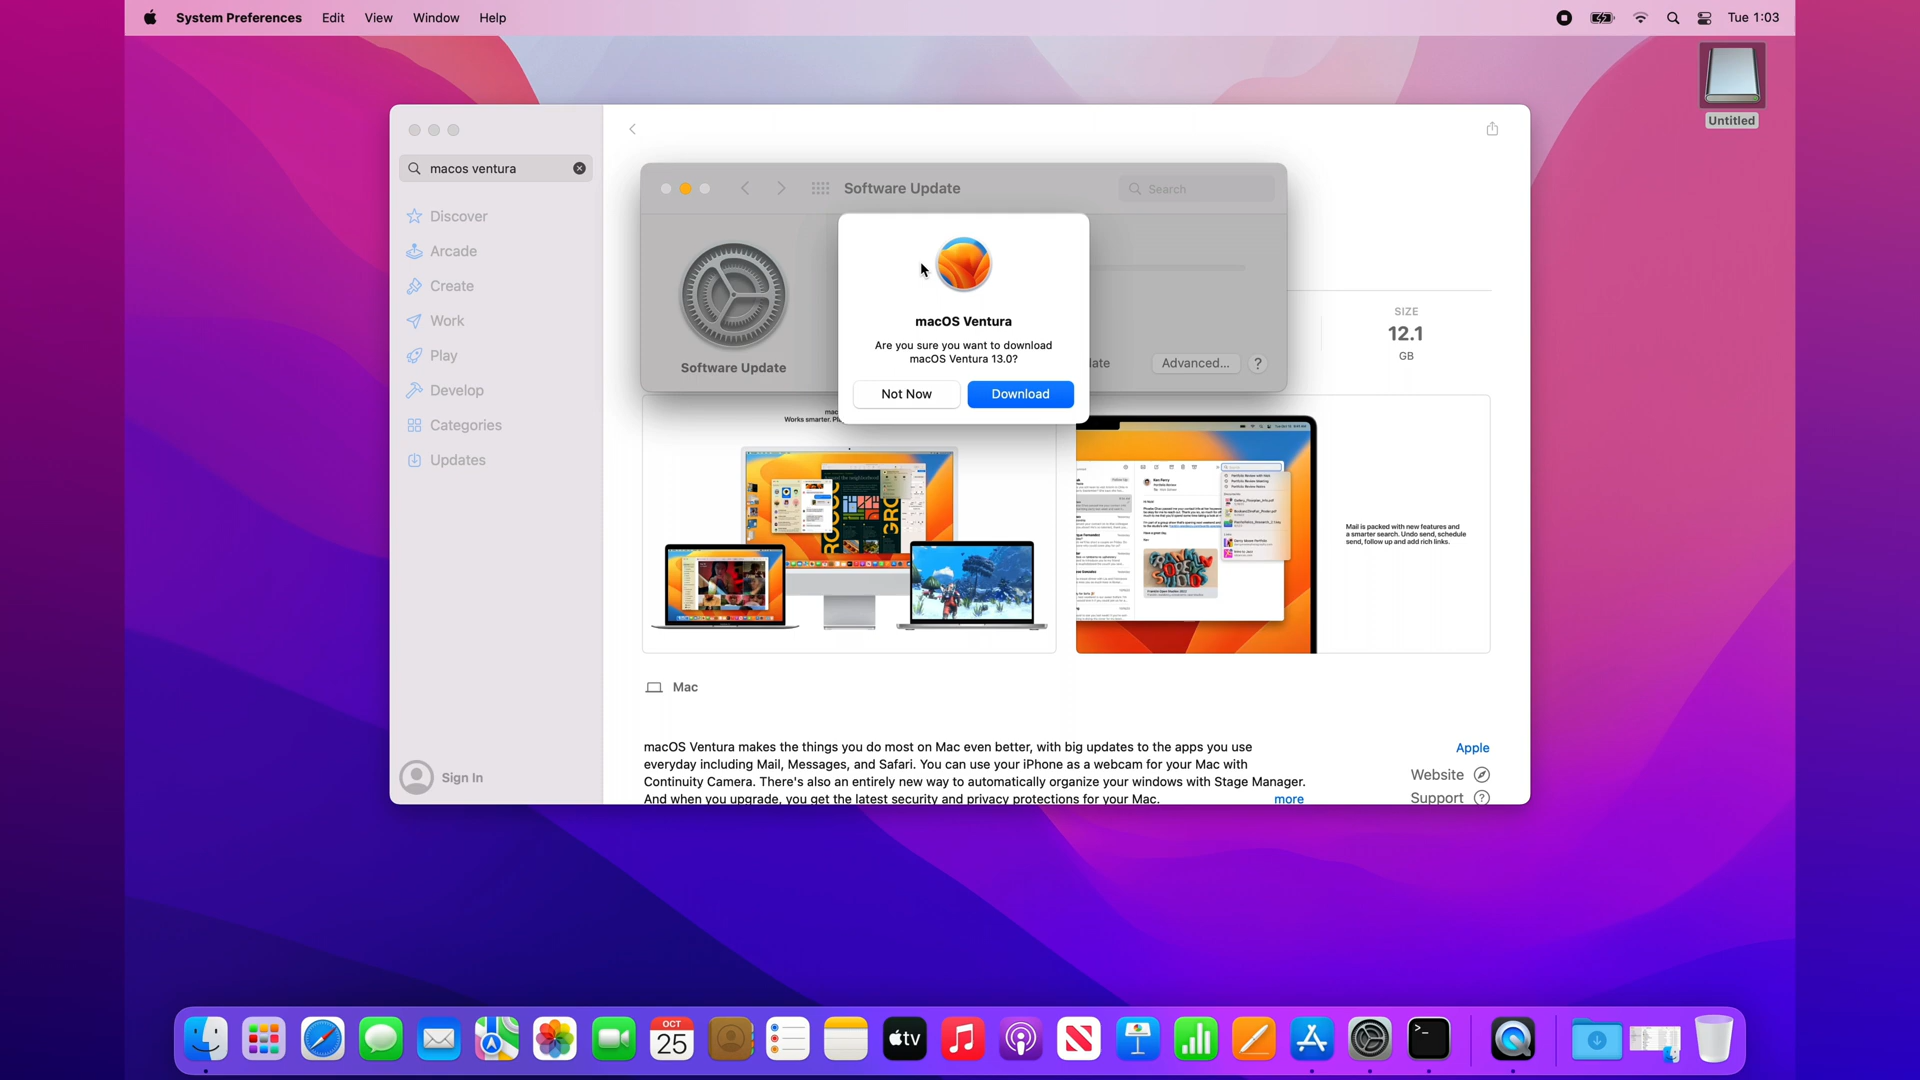 System Preferences Edit View Window Help
Tue 1:03
Untitled
macos ventura
Discover
Arcade
Create
Work
Play
Develop
Categories
Updates
Sign In
Software Update
Search
Software Update
Advanced...
?
macOS Ventura
Are you sure you want to download
macOS Ventura 13.0?
Not Now
Download
SIZE
12.1
GB
Works smarter.
Mail is packed with new features and
a smarter search. Undo send, schedule
send, follow up and add rich links.
Mac
macOS Ventura makes the things you do most on Mac even better, with big updates to the apps you use
everyday including Mail, Messages, and Safari. You can use your iPhone as a webcam for your Mac with
Continuity Camera. There's also an entirely new way to automatically organize your windows with Stage Manager.
And when you upgrade, you get the latest security and privacy protections for your Mac. more
Apple
Website
Support ?
OCT
25
tv
>_